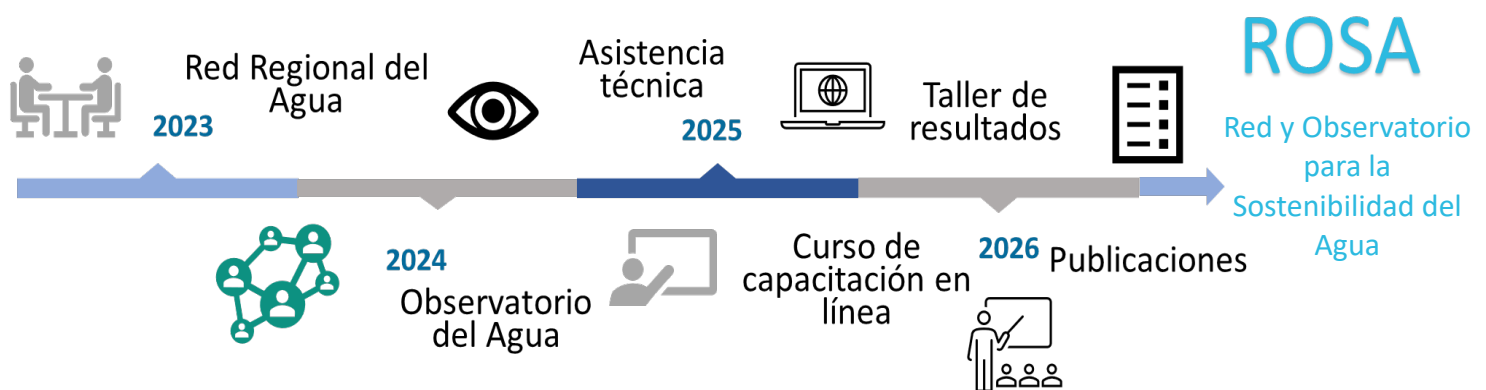 Red Regional del
Agua
2023
2024
Observatorio
del Agua
Asistencia
técnica
2025
Curso de
capacitación en
línea
Taller de
resultados
2026
Publicaciones
ROSA
Red y Observatorio
para la
Sostenibilidad del
Agua